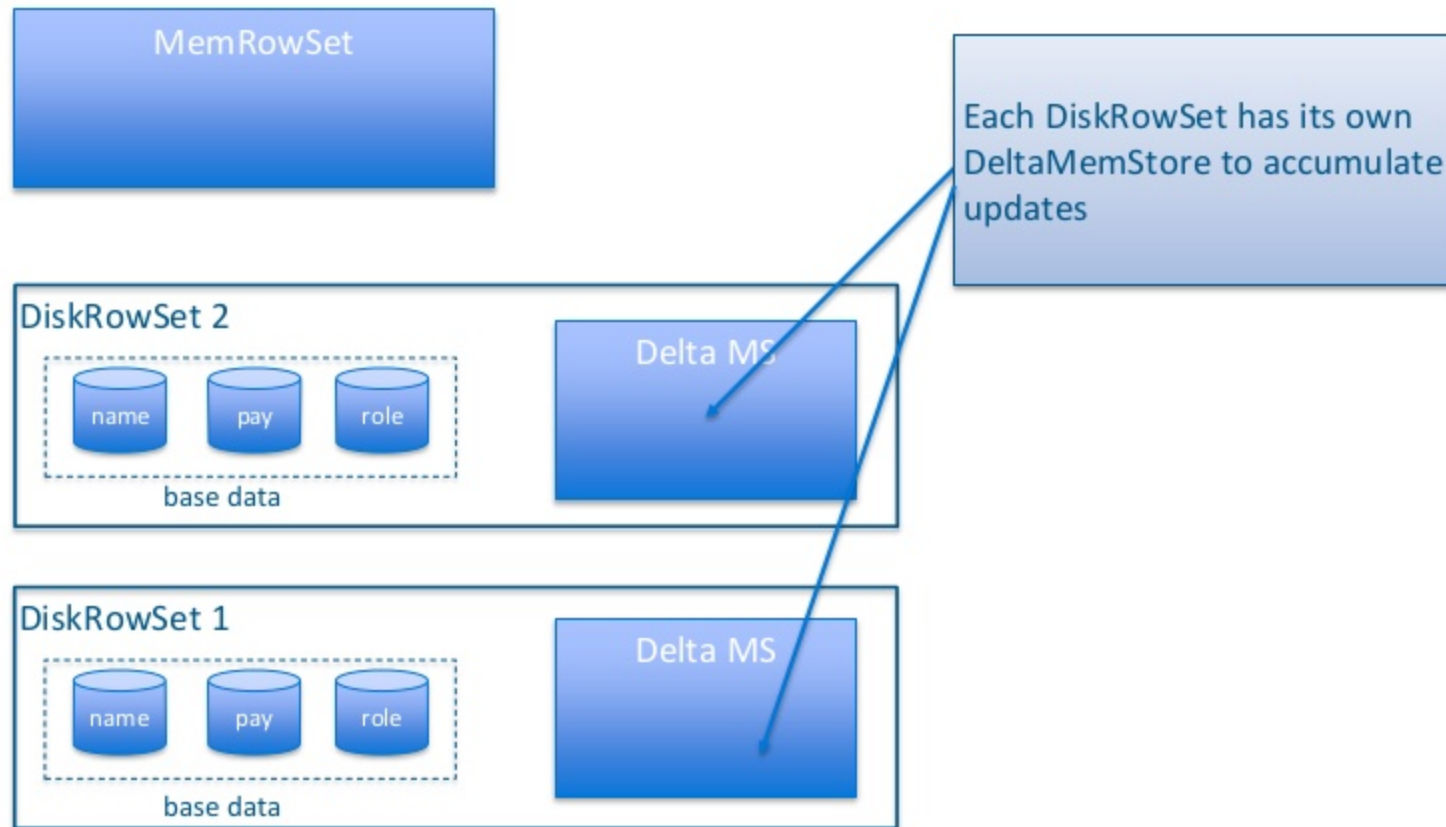 MemRowSet
Each DiskRowSet has its own
DeltaMemStore to accumulate
updates
DiskRowSet 2
Delta MS
name pay role
base data
DiskRowSet 1
Delta MS
name pay role
base data